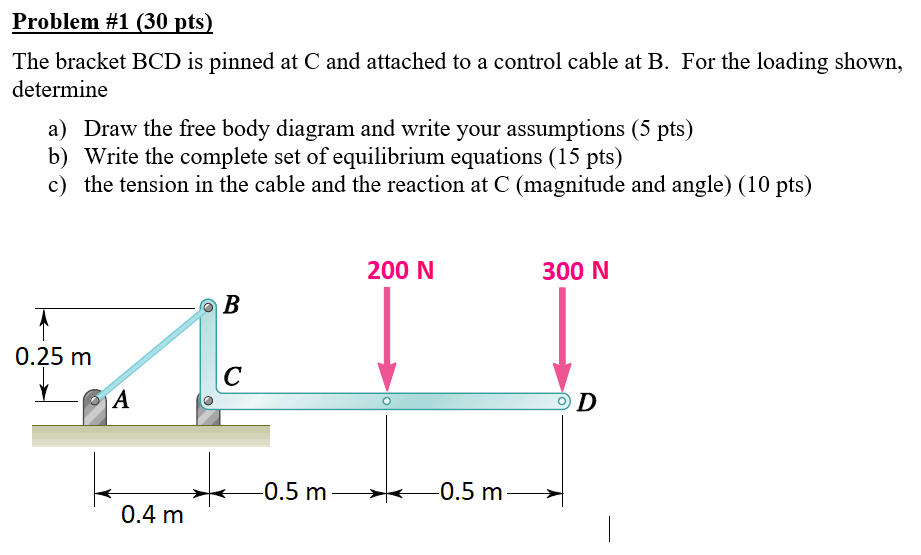 Problem #1 (30 pts)
The bracket BCD is pinned at C and attached to a control cable at B.  For the loading shown,
determine
a) Draw the free body diagram and write your assumptions (5 pts)
b) Write the complete set of equilibrium equations (15 pts)
c) the tension in the cable and the reaction at C (magnitude and angle) (10 pts)
200 N
300 N
B
0.25 m
C
A
D
0.5 m
0.5 m
0.4 m